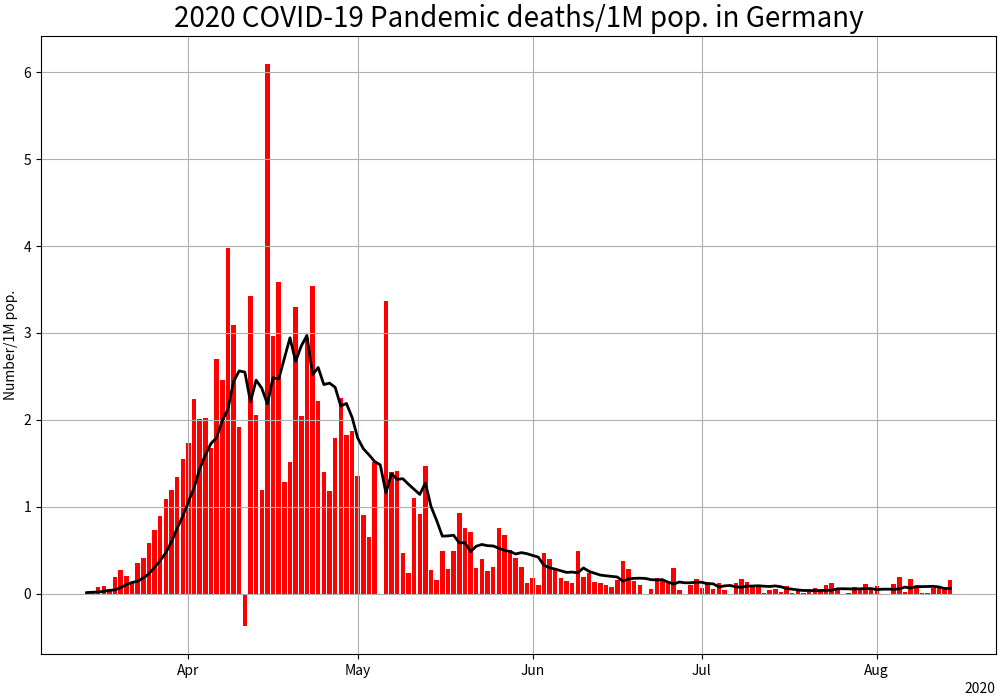 2020 COVID-19 Pandemic deaths/1M pop. in Germany
Number/1M pop.
6
5
4
3
2
1
0
Apr
May
Jun
Jul
Aug
2020